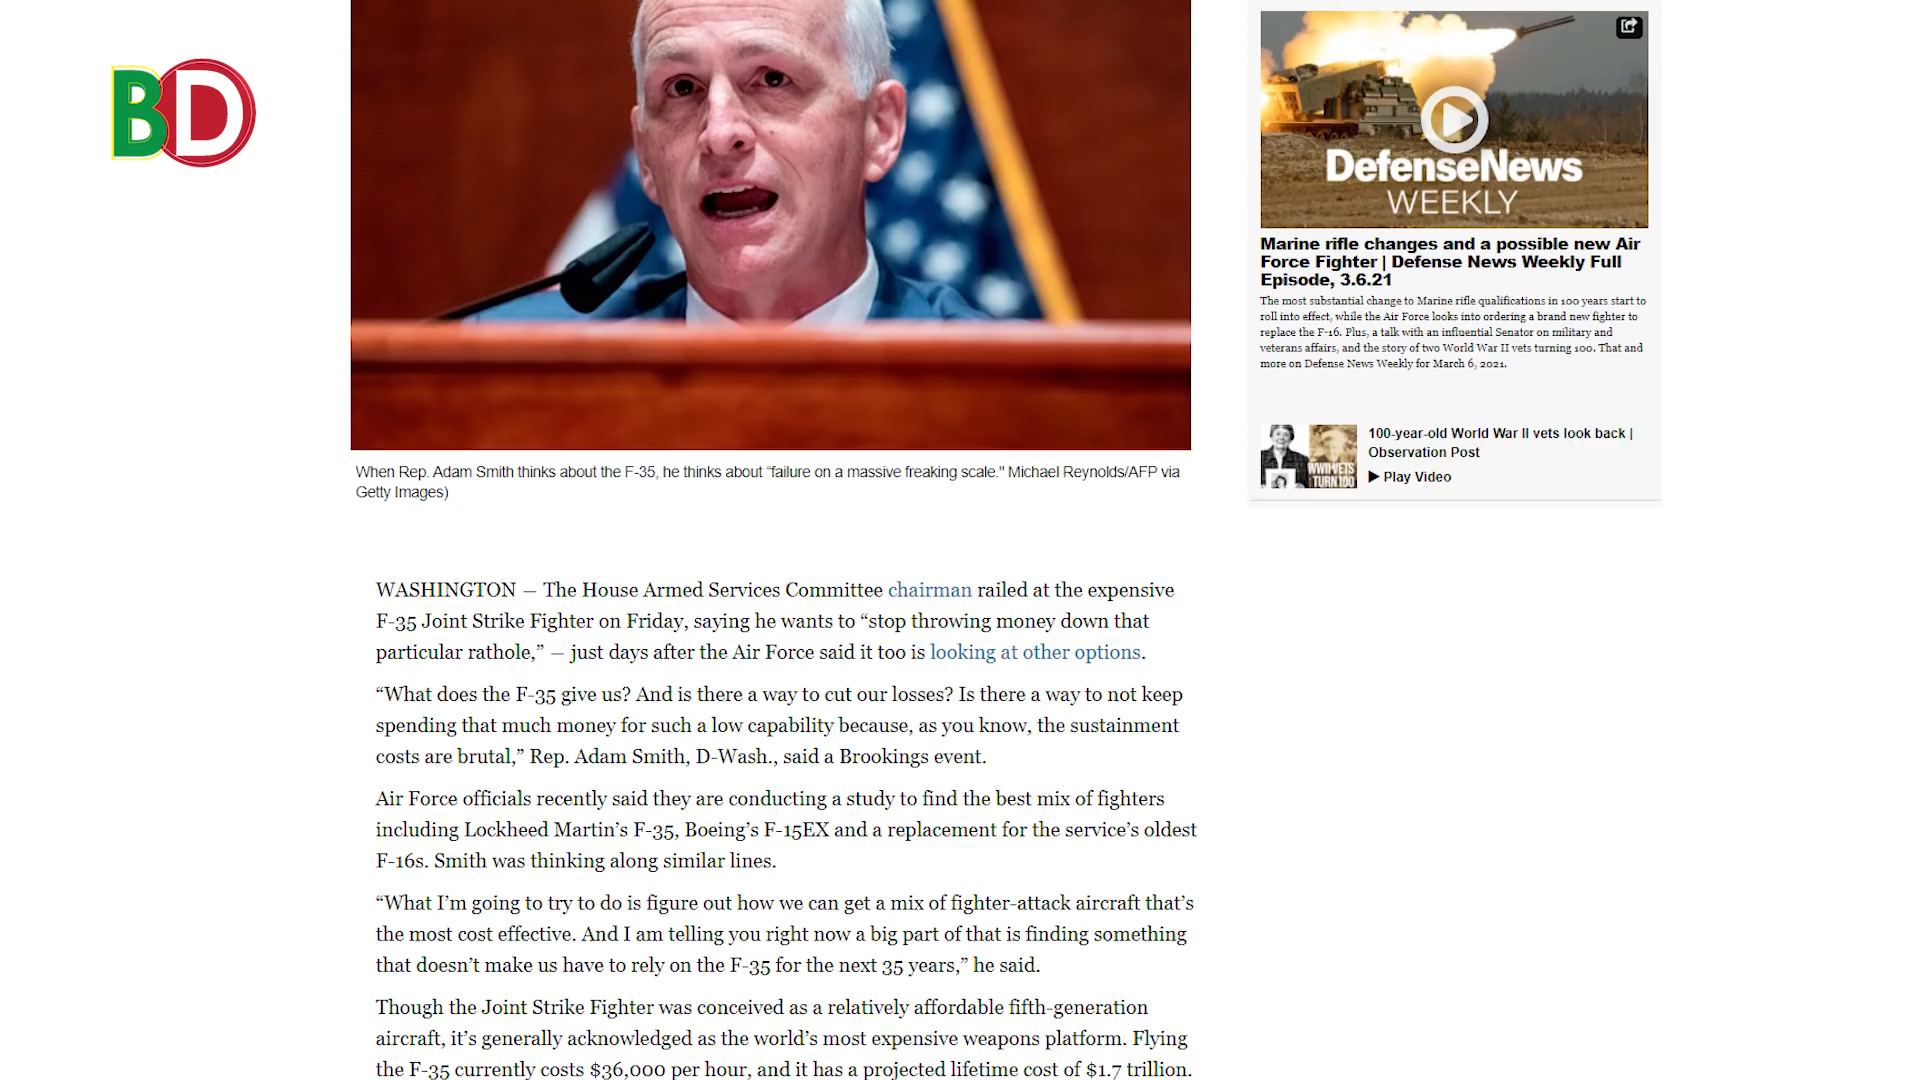 BD
When Rep. Adam Smith thinks about the F-35, he thinks about “failure on a massive freaking scale." Michael Reynolds/AFP via
Getty Images)
WASHINGTON — The House Armed Services Committee chairman railed at the expensive
F-35 Joint Strike Fighter on Friday, saying he wants to “stop throwing money down that
particular rathole,” — just days after the Air Force said it too is looking at other options.
“What does the F-35 give us? And is there a way to cut our losses? Is there a way to not keep
spending that much money for such a low capability because, as you know, the sustainment
costs are brutal,” Rep. Adam Smith, D-Wash., said a Brookings event.
Air Force officials recently said they are conducting a study to find the best mix of fighters
including Lockheed Martin’s F-35, Boeing’s F-15EX and a replacement for the service’s oldest
F-16s. Smith was thinking along similar lines.
“What I’m going to try to do is figure out how we can get a mix of fighter-attack aircraft that’s
the most cost effective. And I am telling you right now a big part of that is finding something
that doesn’t make us have to rely on the F-35 for the next 35 years,” he said.
Though the Joint Strike Fighter was conceived as a relatively affordable fifth-generation
aircraft, it’s generally acknowledged as the world’s most expensive weapons platform. Flying
the F-35 currently costs $36,000 per hour, and it has a projected lifetime cost of $1.7 trillion.
DefenseNews
WEEKLY
Marine rifle changes and a possible new Air
Force Fighter | Defense News Weekly Full
Episode, 3.6.21
The most substantial change to Marine rifle qualifications in 100 years start to
roll into effect, while the Air Force looks into ordering a brand new fighter to
replace the F-16. Plus, a talk with an influential Senator on military and
veterans affairs, and the story of two World War II vets turning 100. That and
more on Defense News Weekly for March 6, 2021.
WWII VETS
TURN 100
100-year-old World War II vets look back |
Observation Post
Play Video